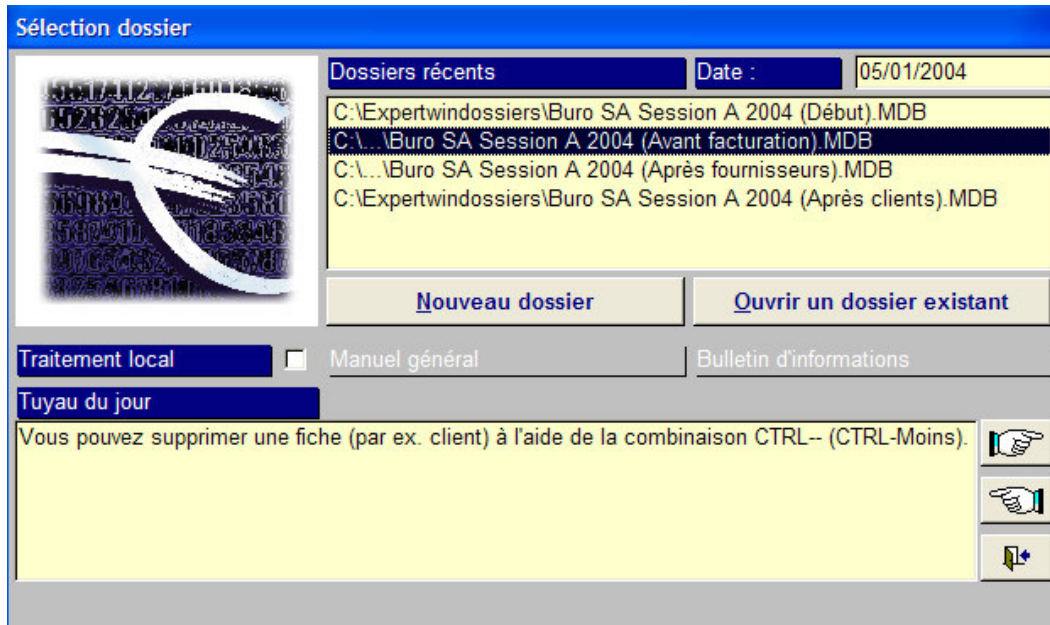 Sélection dossier
Dossiers récents
Date :
05/01/2004
C:\Expertwindossiers\Buro SA Session A 2004 (Début).MDB
C:\...\Buro SA Session A 2004 (Avant facturation).MDB
C:\...\Buro SA Session A 2004 (Après fournisseurs).MDB
C:\Expertwindossiers\Buro SA Session A 2004 (Après clients).MDB
Nouveau dossier
Ouvrir un dossier existant
Traitement local
Manuel général
Bulletin d'informations
Tuyau du jour
Vous pouvez supprimer une fiche (par ex. client) à l'aide de la combinaison CTRL-- (CTRL-Moins).